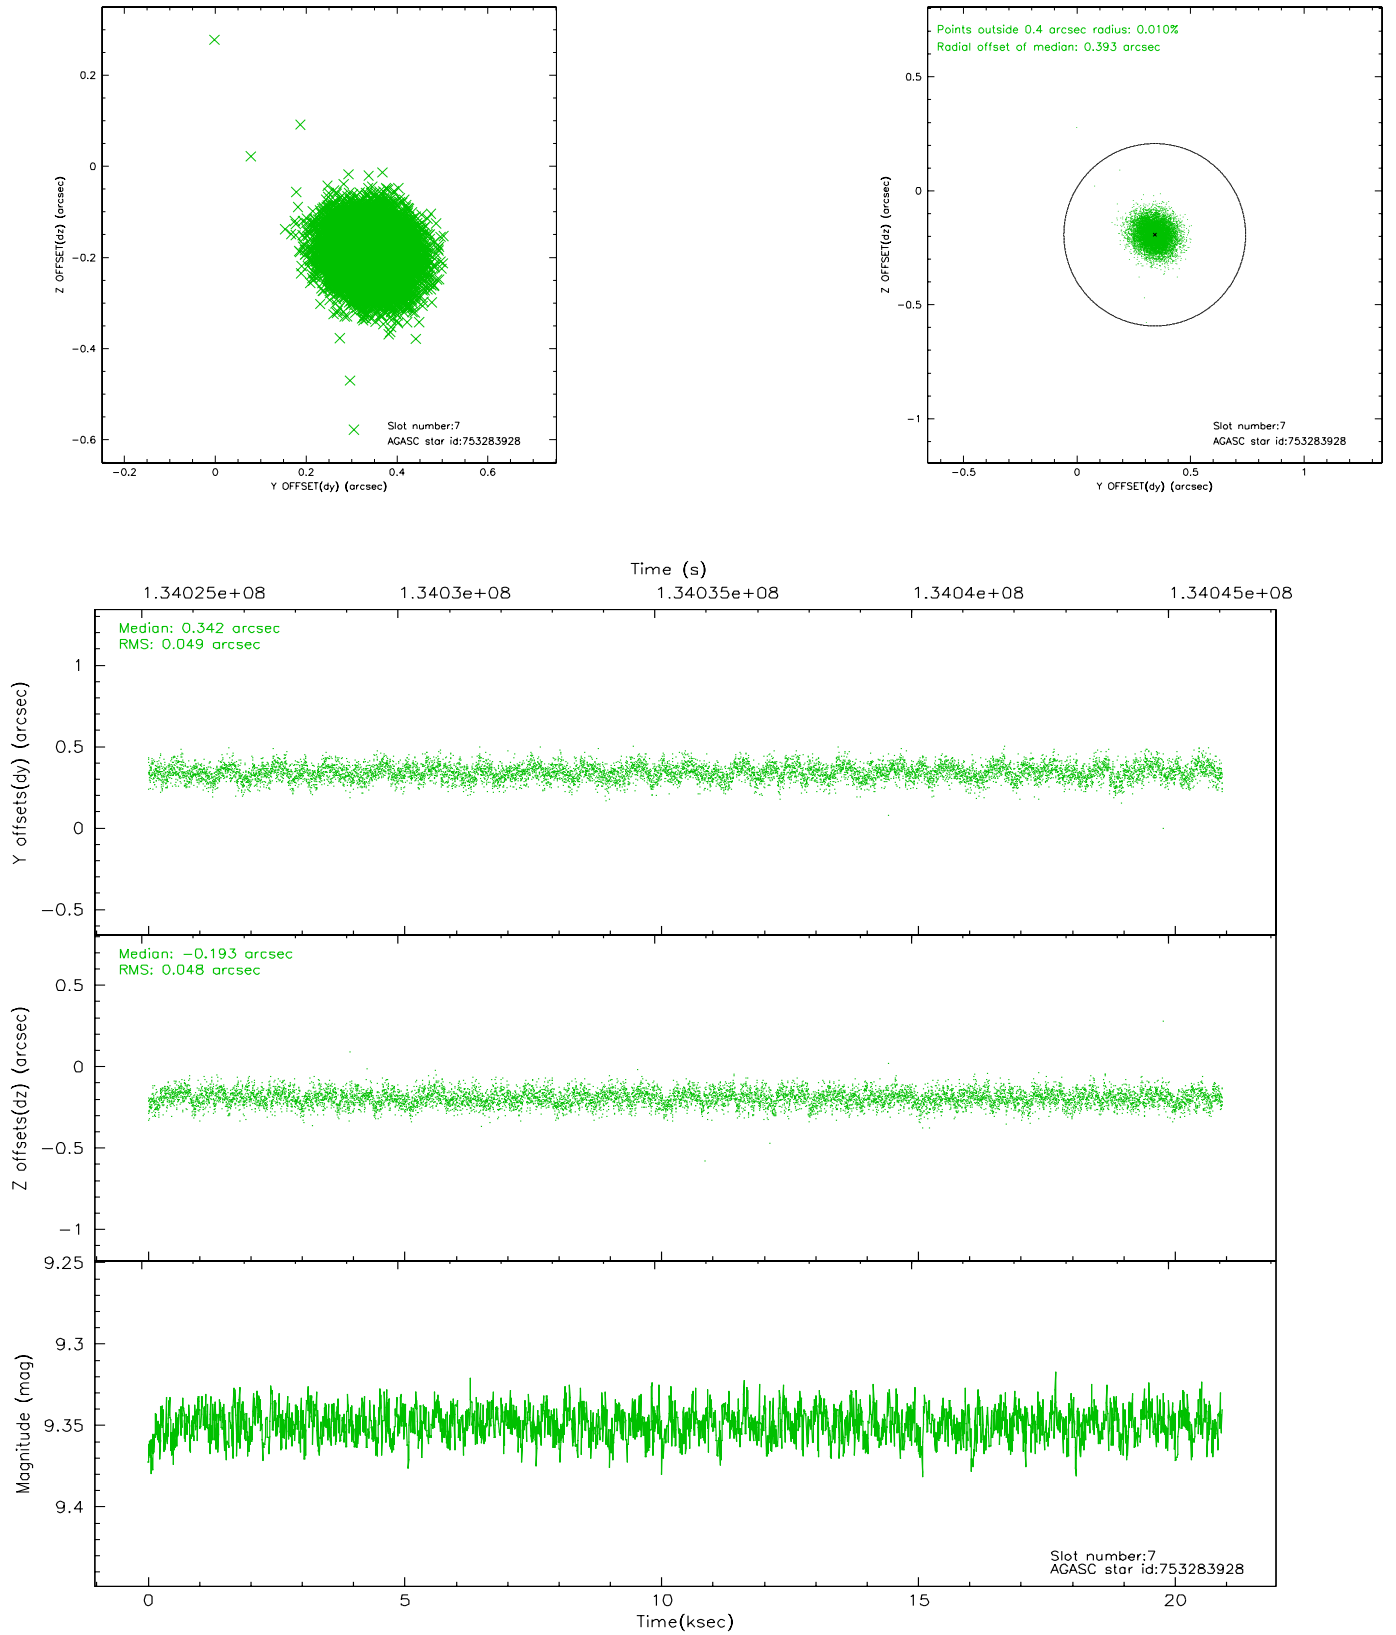 0.2
0
−0.2
−0.4
−0.6
Z OFFSET(dz) (arcsec)
Slot number:7
AGASC star id:753283928
−0.2 0 0.2 0.4 0.6
Y OFFSET(dy) (arcsec)
Points outside 0.4 arcsec radius: 0.010%
Radial offset of median: 0.393 arcsec
0.5
0
−0.5
−1
Z OFFSET(dz) (arcsec)
Slot number:7
AGASC star id:753283928
−0.5 0 0.5 1
Y OFFSET(dy) (arcsec)
Time (s)
1.34025e+08 1.3403e+08 1.34035e+08 1.3404e+08 1.34045e+08
Median: 0.342 arcsec
RMS: 0.049 arcsec
1
0.5
0
−0.5
Y offsets(dy) (arcsec)
Median: −0.193 arcsec
RMS: 0.048 arcsec
0.5
0
−0.5
−1
Z offsets(dz) (arcsec)
9.25
9.3
9.35
9.4
Magnitude (mag)
Slot number:7
AGASC star id:753283928
0 5 10 15 20
Time(ksec)